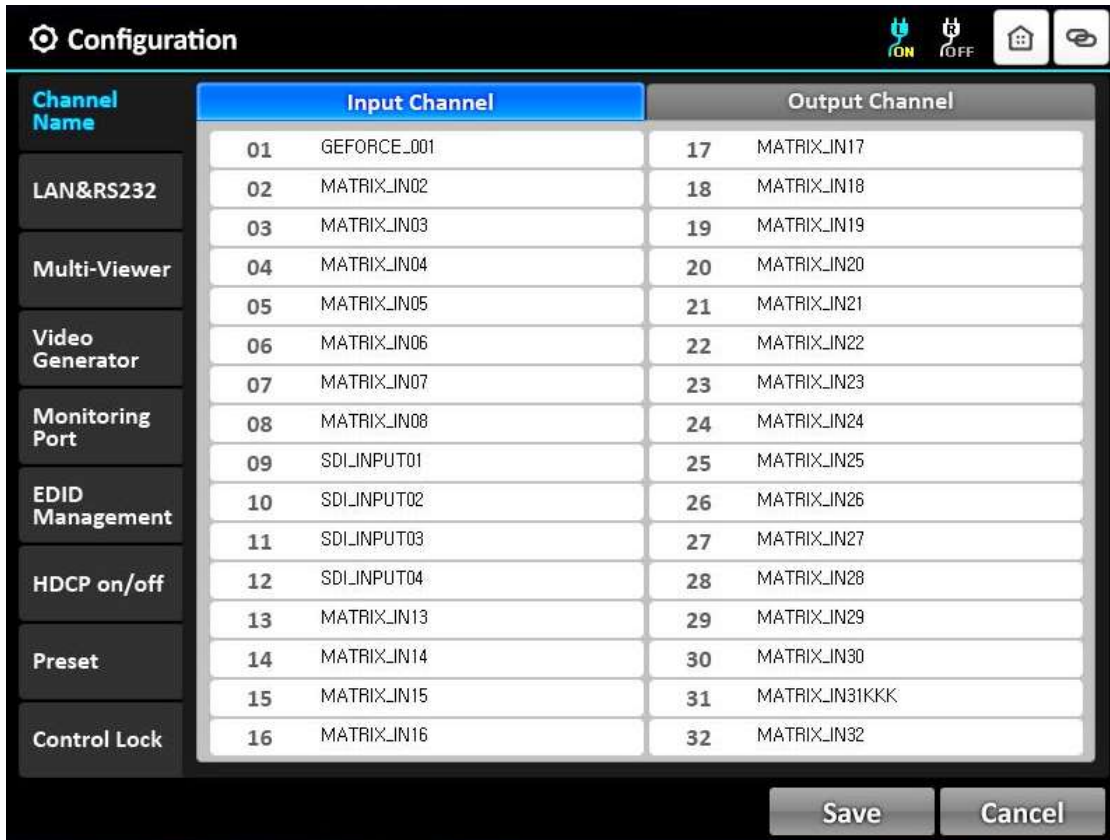 Configuration
L
ON
R
OFF
Channel
Name
LAN&RS232
Multi-Viewer
Video
Generator
Monitoring
Port
EDID
Management
HDCP on/off
Preset
Control Lock
Input Channel
Output Channel
01 GEFORCE_001
02 MATRIX_IN02
03 MATRIX_IN03
04 MATRIX_IN04
05 MATRIX_IN05
06 MATRIX_IN06
07 MATRIX_IN07
08 MATRIX_IN08
09 SDI_INPUT01
10 SDI_INPUT02
11 SDI_INPUT03
12 SDI_INPUT04
13 MATRIX_IN13
14 MATRIX_IN14
15 MATRIX_IN15
16 MATRIX_IN16
17 MATRIX_IN17
18 MATRIX_IN18
19 MATRIX_IN19
20 MATRIX_IN20
21 MATRIX_IN21
22 MATRIX_IN22
23 MATRIX_IN23
24 MATRIX_IN24
25 MATRIX_IN25
26 MATRIX_IN26
27 MATRIX_IN27
28 MATRIX_IN28
29 MATRIX_IN29
30 MATRIX_IN30
31 MATRIX_IN31KKK
32 MATRIX_IN32
Save
Cancel